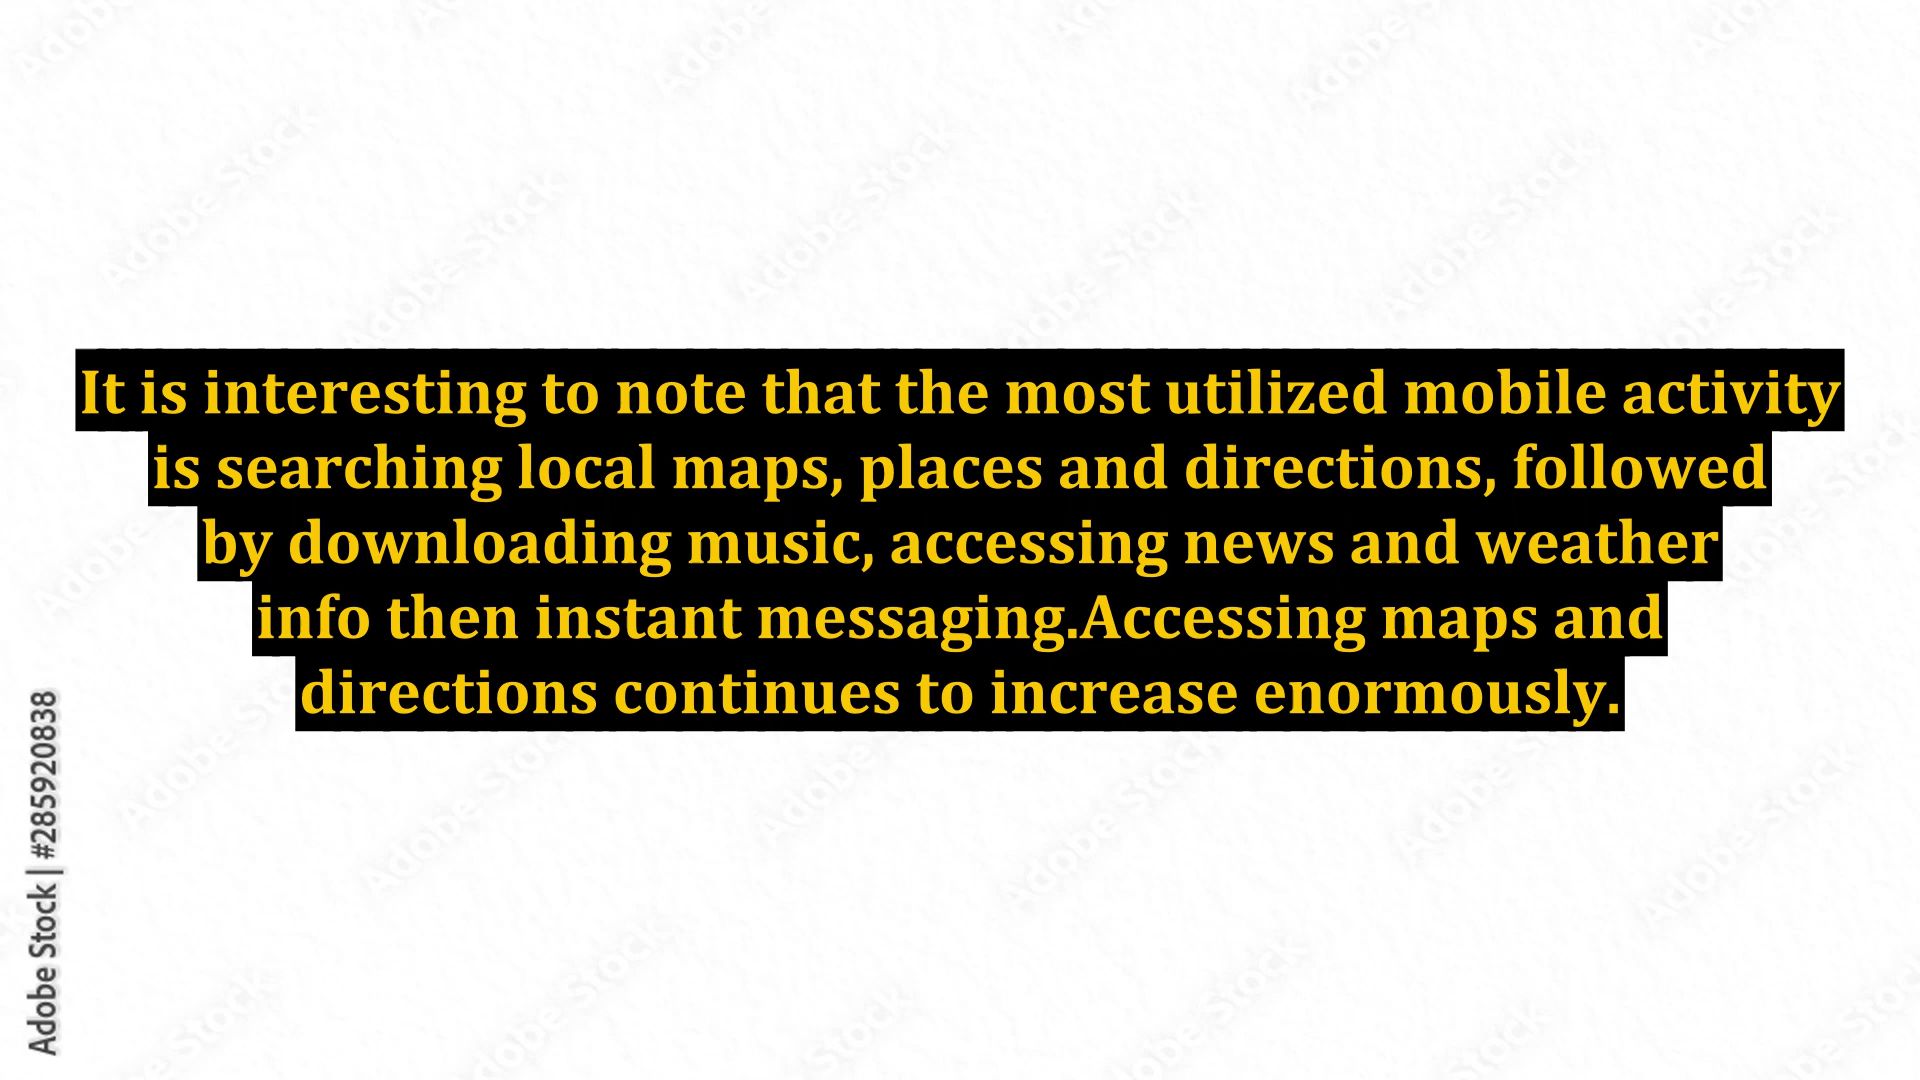 It is interesting to note that the most utilized mobile activity
is searching local maps, places and directions, followed
by downloading music, accessing news and weather
info then instant messaging.Accessing maps and
directions continues to increase enormously.
Adobe Stock | #285920838